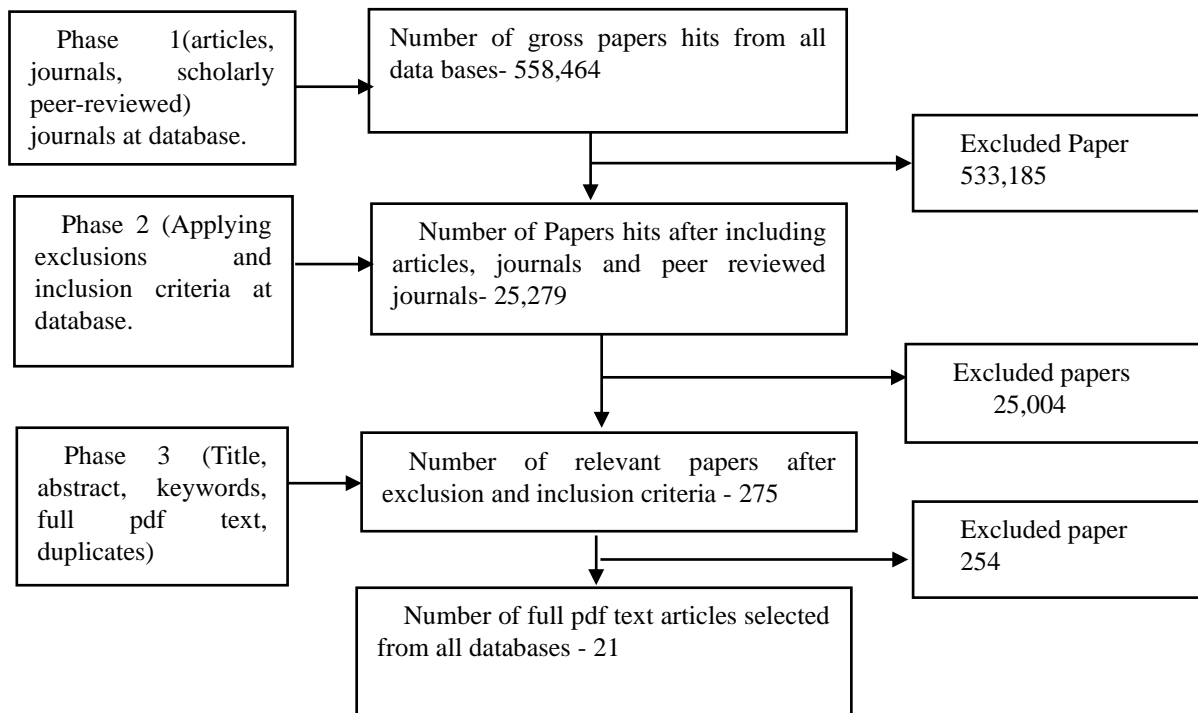 Phase 1(articles,
journals, scholarly
peer-reviewed)
journals at database.
Number of gross papers hits from all
data bases- 558,464
Excluded Paper
533,185
Phase 2 (Applying
exclusions and
inclusion criteria at
database.
Number of Papers hits after including
articles, journals and peer reviewed
journals- 25,279
Excluded papers
25,004
Phase 3 (Title,
abstract, keywords,
full pdf text,
duplicates)
Number of relevant papers after
exclusion and inclusion criteria - 275
Excluded paper
254
Number of full pdf text articles selected
from all databases - 21